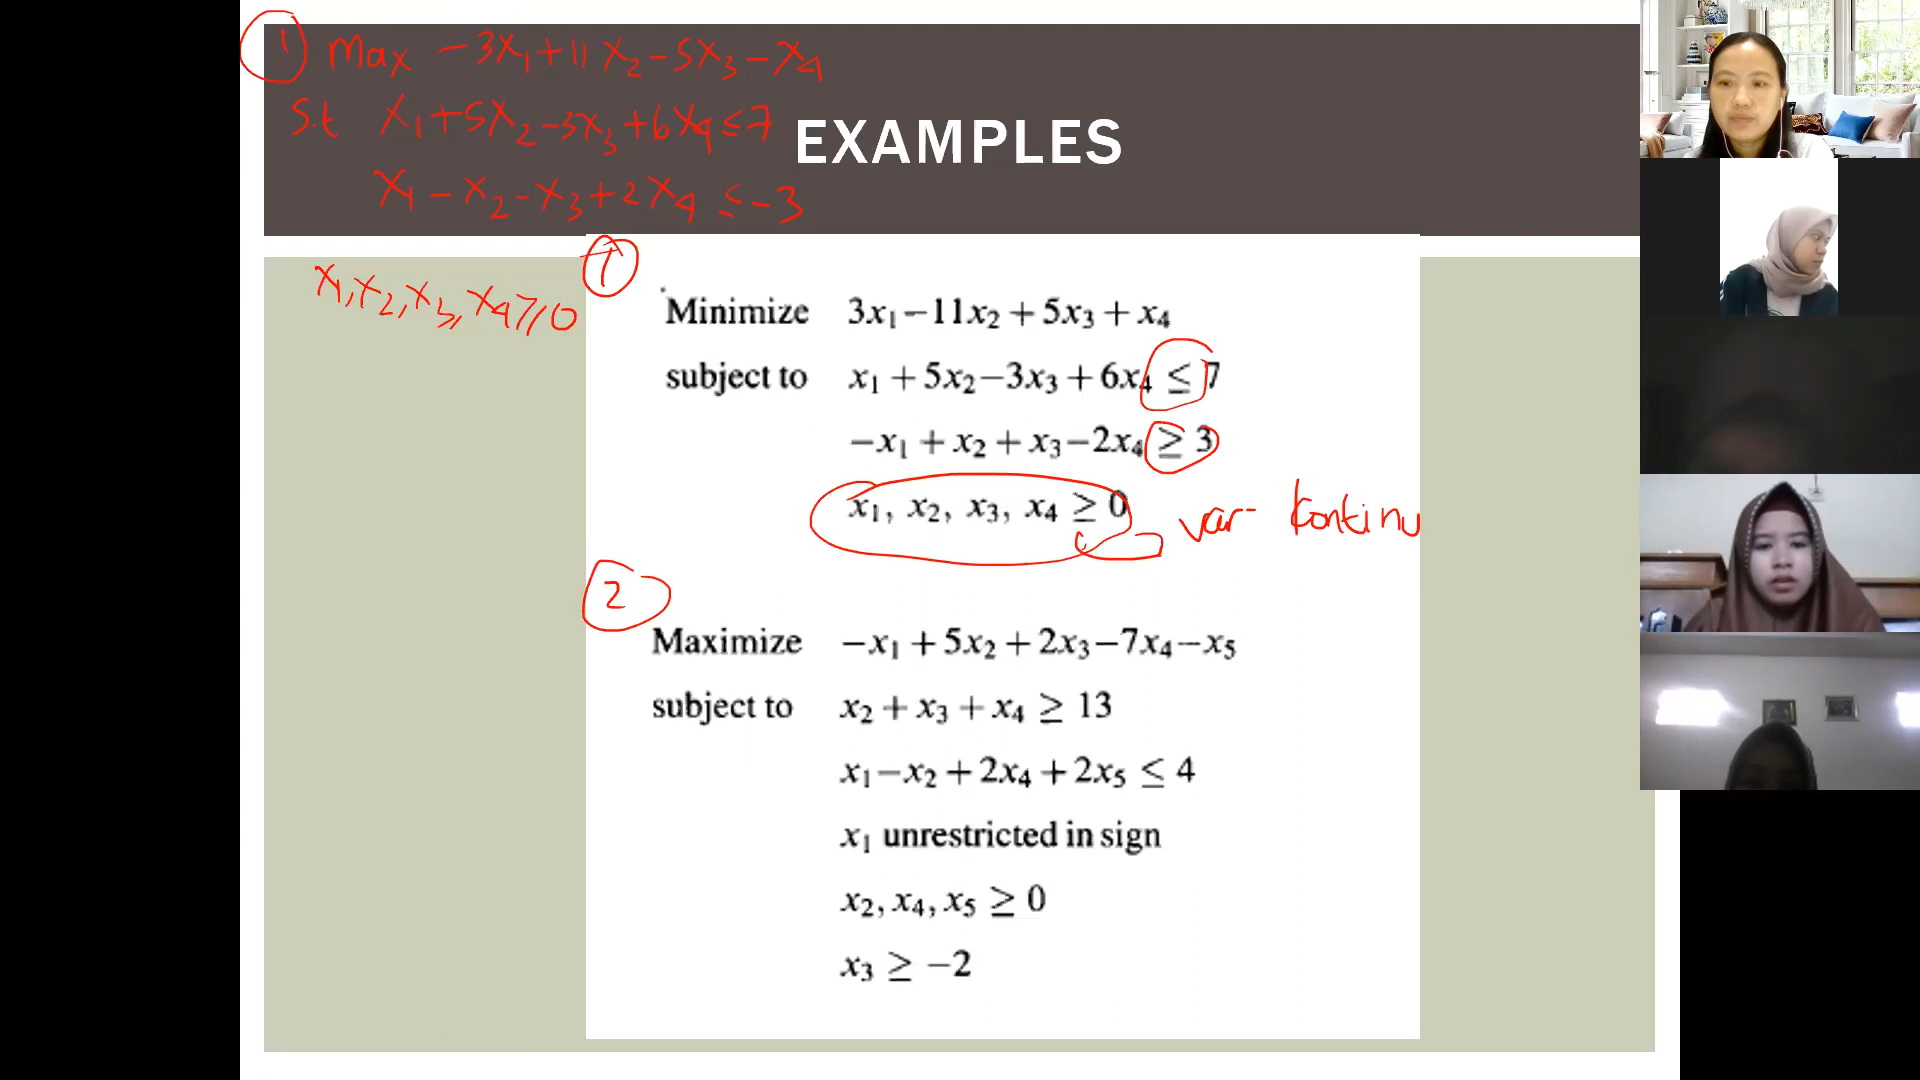 ① Max -3x₁+11x₂-5x₃-x₄
s.t x₁+5x₂-3x₃+6x₄≤7
x₁-x₂-x₃+2x₄≤-3
x₁,x₂,x₃,x₄≥0
EXAMPLES
①
Minimize 3x₁-11x₂+5x₃+x₄
subject to x₁+5x₂-3x₃+6x₄ ≤ 7
-x₁+x₂+x₃-2x₄ ≥ 3
x₁, x₂, x₃, x₄ ≥ 0 var- kontinu
②
Maximize -x₁+5x₂+2x₃-7x₄-x₅
subject to x₂+x₃+x₄ ≥ 13
x₁-x₂+2x₄+2x₅ ≤ 4
x₁ unrestricted in sign
x₂, x₄, x₅ ≥ 0
x₃ ≥ -2